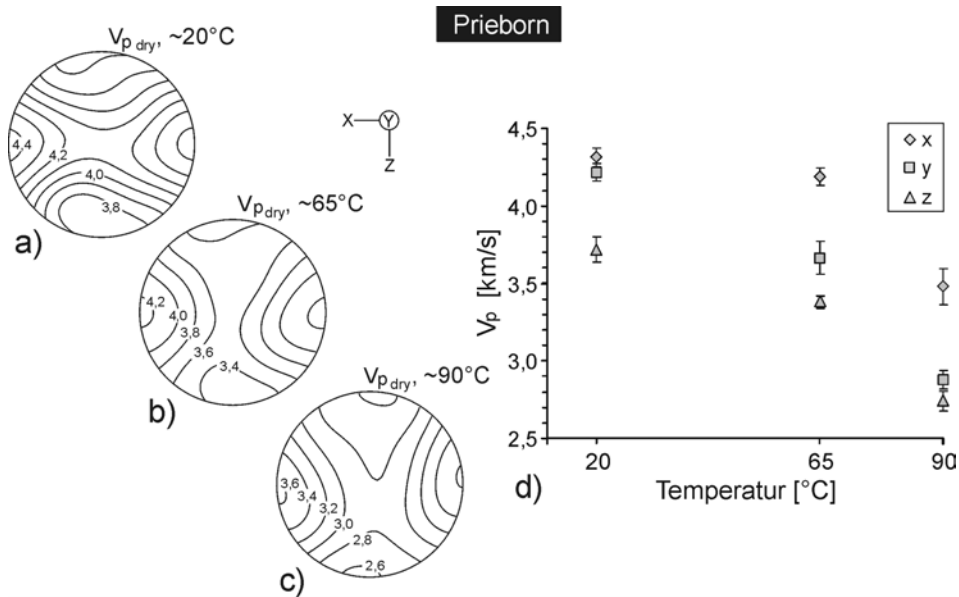 Prieborn
Vp dry, ~20°C
4,4
4,2
4,0
3,8
a)
X
Y
Z
Vp dry, ~65°C
4,2
4,0
3,8
3,6
3,4
b)
Vp dry, ~90°C
3,6
3,4
3,2
3,0
2,8
2,6
c)
x
y
z
4,5
4,0
3,5
3,0
2,5
Vp [km/s]
20
65
90
d)
Temperatur [°C]